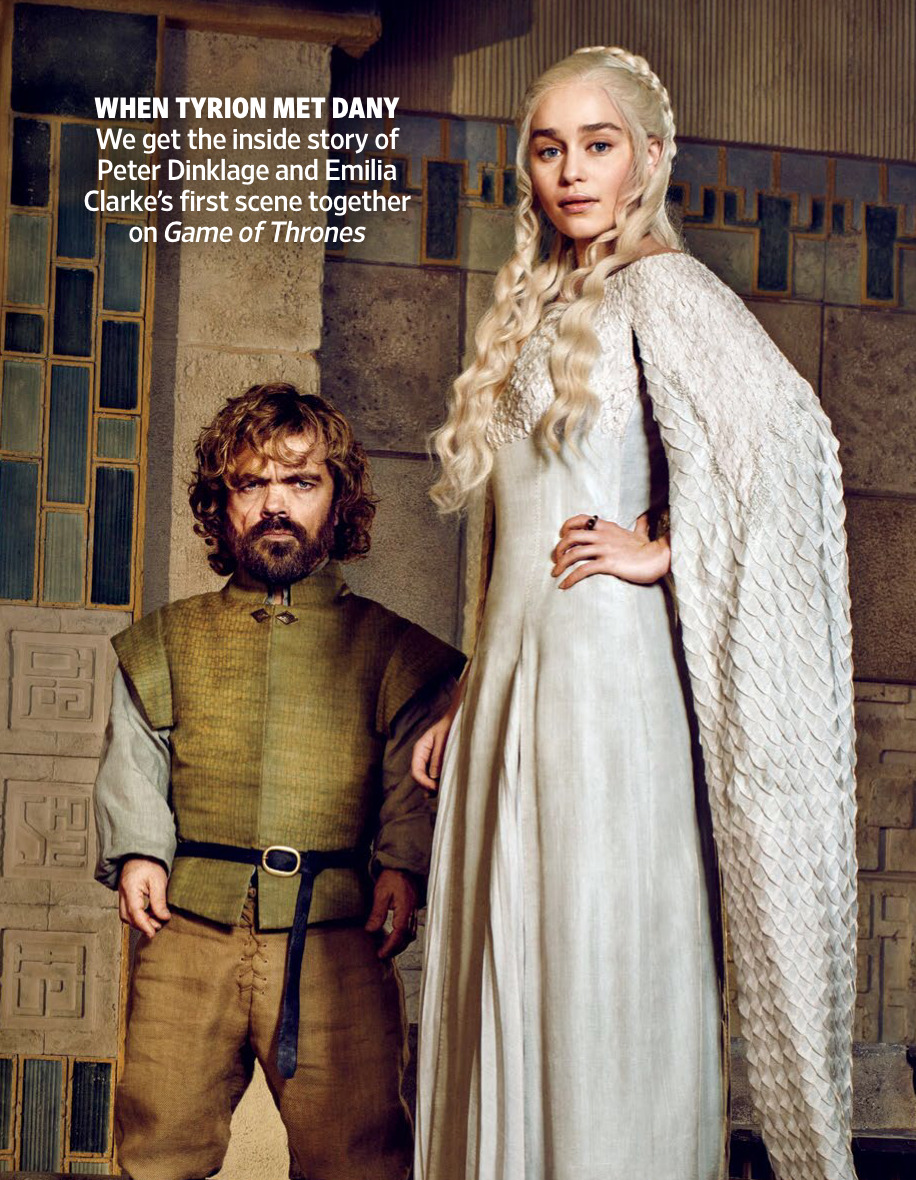 WHEN TYRION MET DANY
We get the inside story of
Peter Dinklage and Emilia
Clarke's first scene together
on Game of Thrones